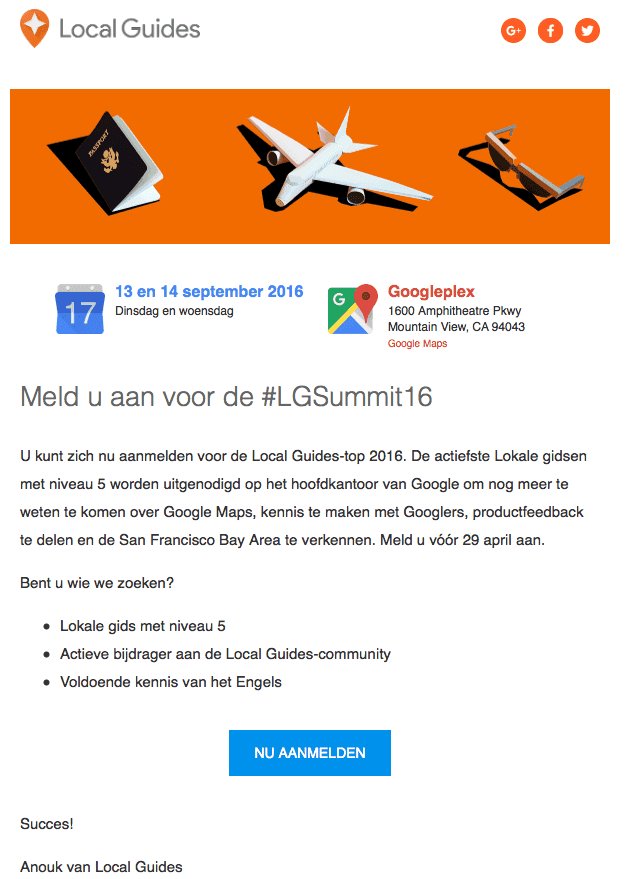 Local Guides
G+
PASSPORT
17
13 en 14 september 2016
Dinsdag en woensdag
G
Googleplex
1600 Amphitheatre Pkwy
Mountain View, CA 94043
Google Maps
Meld u aan voor de #LGSummit16
U kunt zich nu aanmelden voor de Local Guides-top 2016. De actiefste Lokale gidsen
met niveau 5 worden uitgenodigd op het hoofdkantoor van Google om nog meer te
weten te komen over Google Maps, kennis te maken met Googlers, productfeedback
te delen en de San Francisco Bay Area te verkennen. Meld u vóór 29 april aan.
Bent u wie we zoeken?
• Lokale gids met niveau 5
• Actieve bijdrager aan de Local Guides-community
• Voldoende kennis van het Engels
NU AANMELDEN
Succes!
Anouk van Local Guides